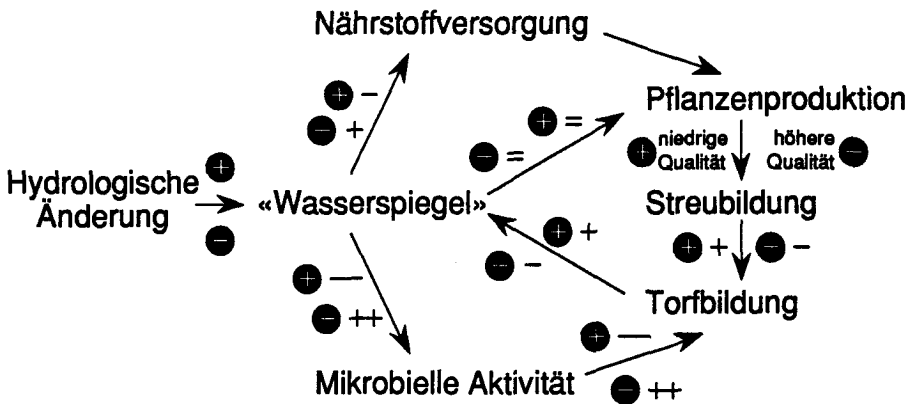 Nährstoffversorgung
⊕ -
⊖ +
Pflanzenproduktion
⊕ =
⊖ =
⊕ niedrige Qualität
höhere Qualität ⊖
Hydrologische
Änderung
⊕
⊖
«Wasserspiegel»
Streubildung
⊕ +
⊖ -
⊕ + ⊖ -
⊕ —
⊖ ++
Torfbildung
⊕ —
⊖ ++
Mikrobielle Aktivität